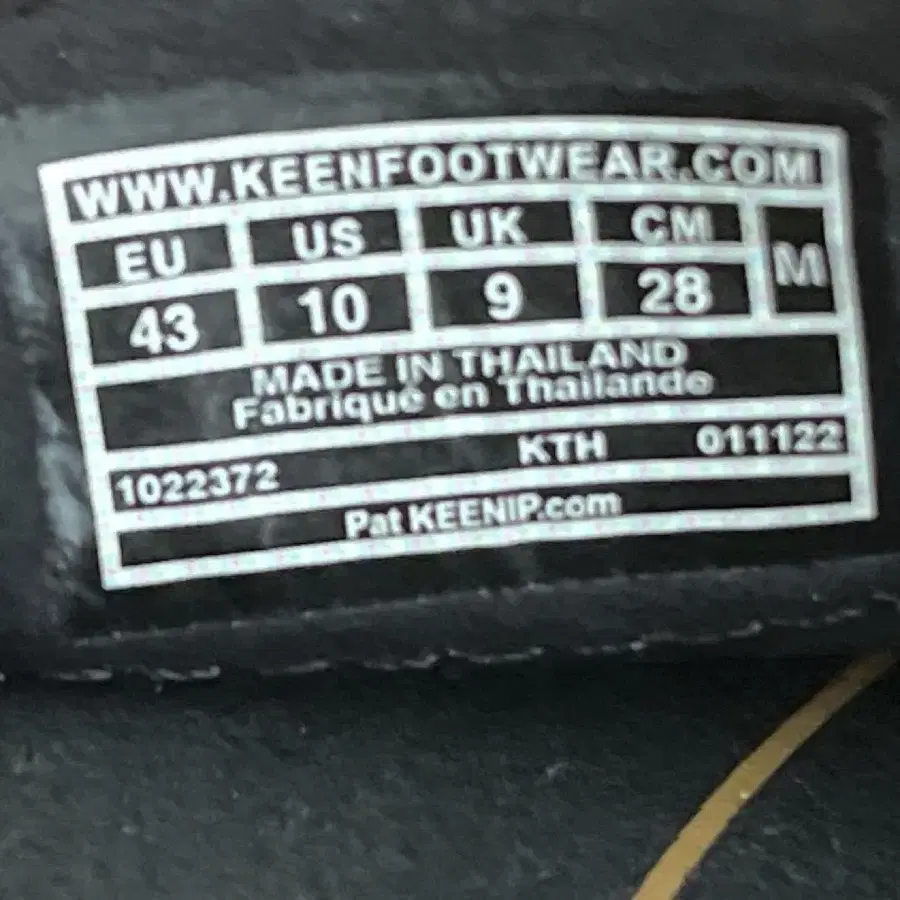 WWW.KEENFOOTWEAR.COM
EU US UK CM M
43 10 9 28
MADE IN THAILAND
Fabriqué en Thaïlande
1022372 KTH 011122
Pat KEENIP.com